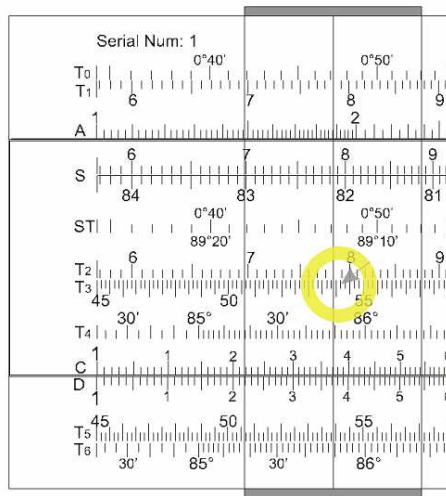 Serial Num: 1
T0 0°40' 0°50'
T1 6 7 8 9
A 1 2
S 6 7 8 9
84 83 82 81
ST 0°40' 0°50'
89°20' 89°10'
T2 6 7 8 9
T3 45 50 55
T4 30' 85° 30' 86°
C 1 1 2 3 4 5
D 1 1 2 3 4 5
T5 45 50 55
T6 30' 85° 30' 86°